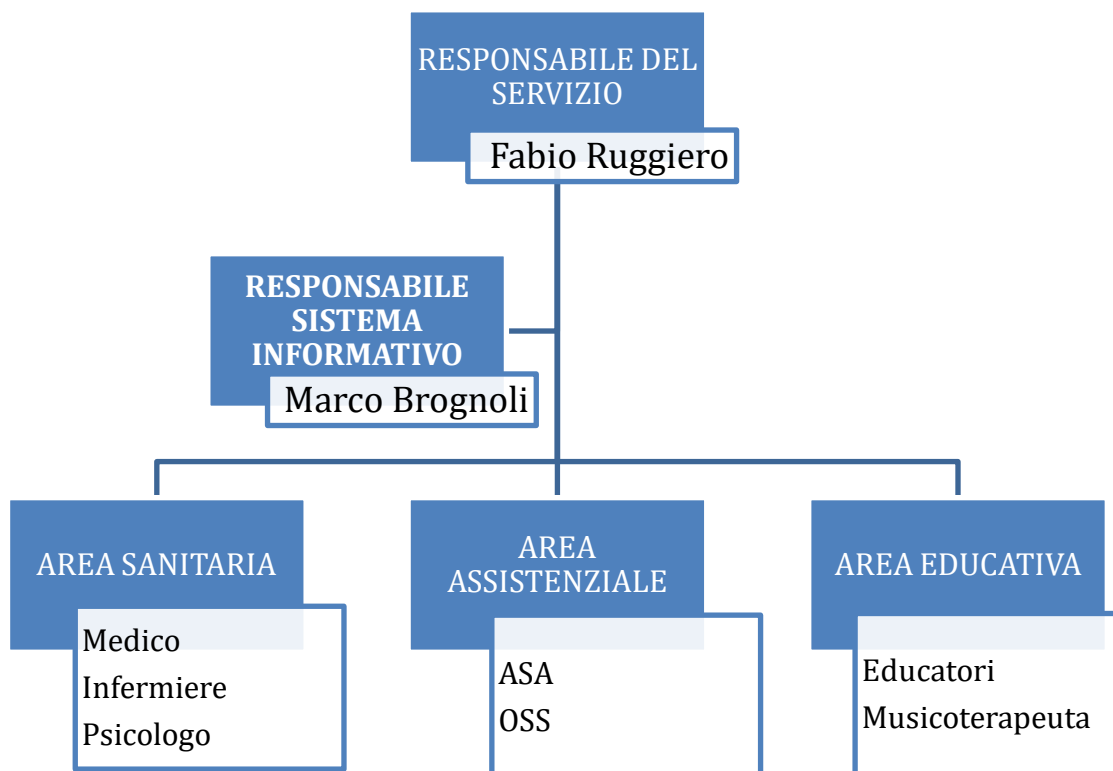 RESPONSABILE DEL
SERVIZIO
Fabio Ruggiero
RESPONSABILE
SISTEMA
INFORMATIVO
Marco Brognoli
AREA SANITARIA
Medico
Infermiere
Psicologo
AREA
ASSISTENZIALE
ASA
OSS
AREA EDUCATIVA
Educatori
Musicoterapeuta